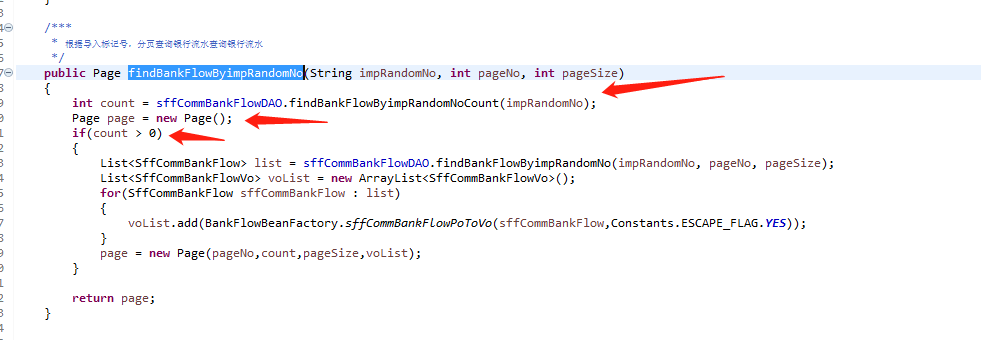 }
/***
* 根据导入标记号，分页查询银行流水查询银行流水
*/
public Page findBankFlowByimpRandomNo(String impRandomNo, int pageNo, int pageSize)
{
int count = sffCommBankFlowDAO.findBankFlowByimpRandomNoCount(impRandomNo);
Page page = new Page();
if(count > 0)
{
List<SffCommBankFlow> list = sffCommBankFlowDAO.findBankFlowByimpRandomNo(impRandomNo, pageNo, pageSize);
List<SffCommBankFlowVo> voList = new ArrayList<SffCommBankFlowVo>();
for(SffCommBankFlow sffCommBankFlow : list)
{
voList.add(BankFlowBeanFactory.sffCommBankFlowPoToVo(sffCommBankFlow,Constants.ESCAPE_FLAG.YES));
}
page = new Page(pageNo,count,pageSize,voList);
}
return page;
}